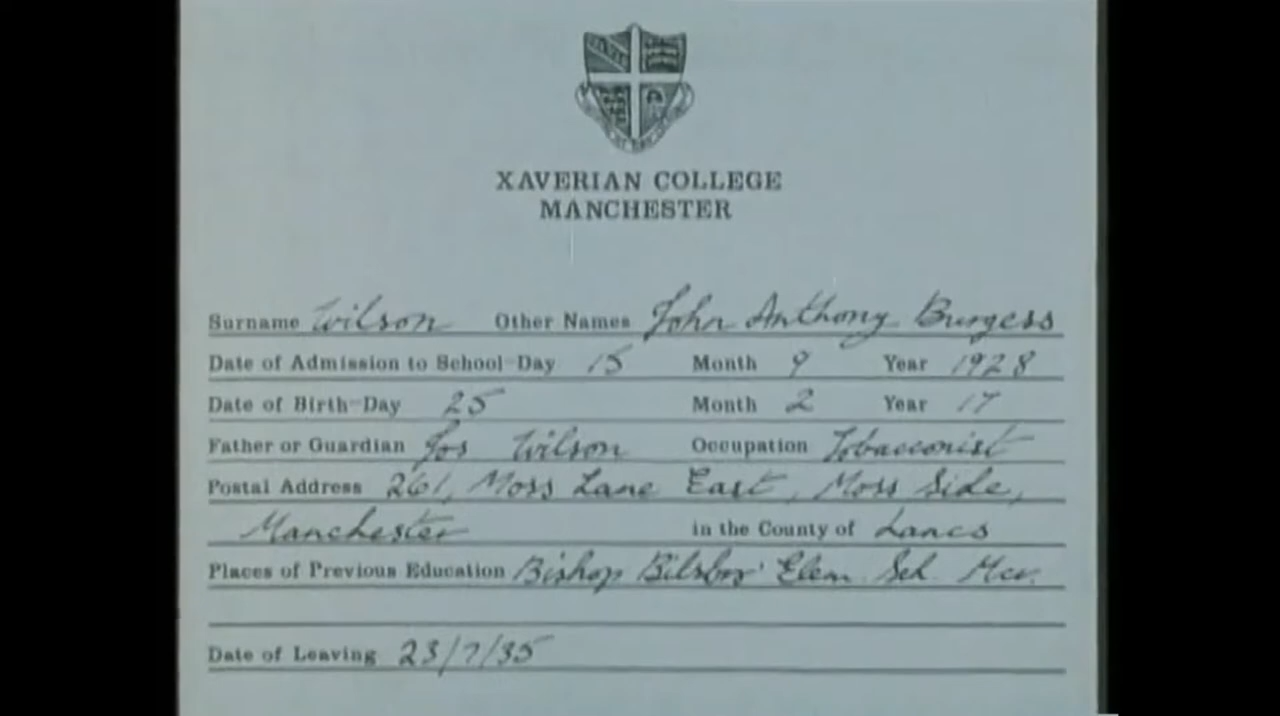 XAVERIAN COLLEGE
MANCHESTER
Surname Wilson Other Names John Anthony Burgess
Date of Admission to School-Day 15 Month 9 Year 1928
Date of Birth-Day 25 Month 2 Year 17
Father or Guardian Jos Wilson Occupation Tobacconist
Postal Address 261, Moss Lane East, Moss Side,
Manchester in the County of Lancs
Places of Previous Education Bishop Elem. Sch. Mcr.
Date of Leaving 23/7/35